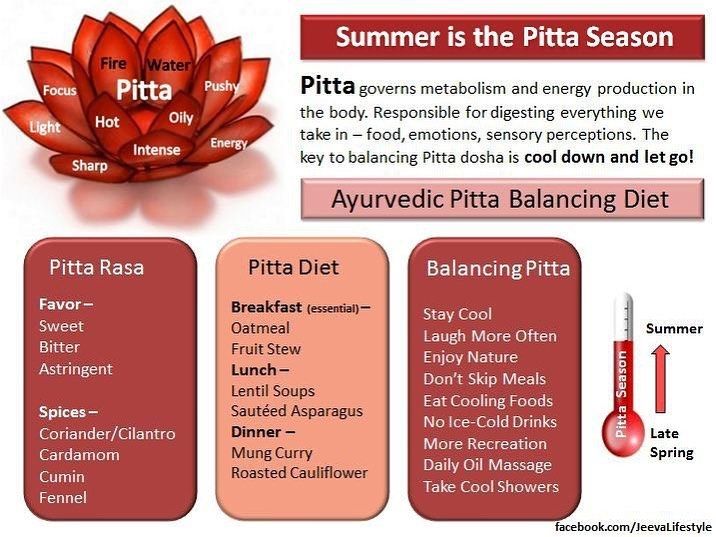 Fire Water
Focus Pitta Pushy
Light Hot Oily
Intense Energy
Sharp
Summer is the Pitta Season
Pitta governs metabolism and energy production in
the body. Responsible for digesting everything we
take in – food, emotions, sensory perceptions. The
key to balancing Pitta dosha is cool down and let go!
Ayurvedic Pitta Balancing Diet
Pitta Rasa
Favor –
Sweet
Bitter
Astringent
Spices –
Coriander/Cilantro
Cardamom
Cumin
Fennel
Pitta Diet
Breakfast (essential) –
Oatmeal
Fruit Stew
Lunch –
Lentil Soups
Sautéed Asparagus
Dinner –
Mung Curry
Roasted Cauliflower
Balancing Pitta
Stay Cool
Laugh More Often
Enjoy Nature
Don't Skip Meals
Eat Cooling Foods
No Ice-Cold Drinks
More Recreation
Daily Oil Massage
Take Cool Showers
Summer
Pitta Season
Late
Spring
facebook.com/JeevaLifestyle